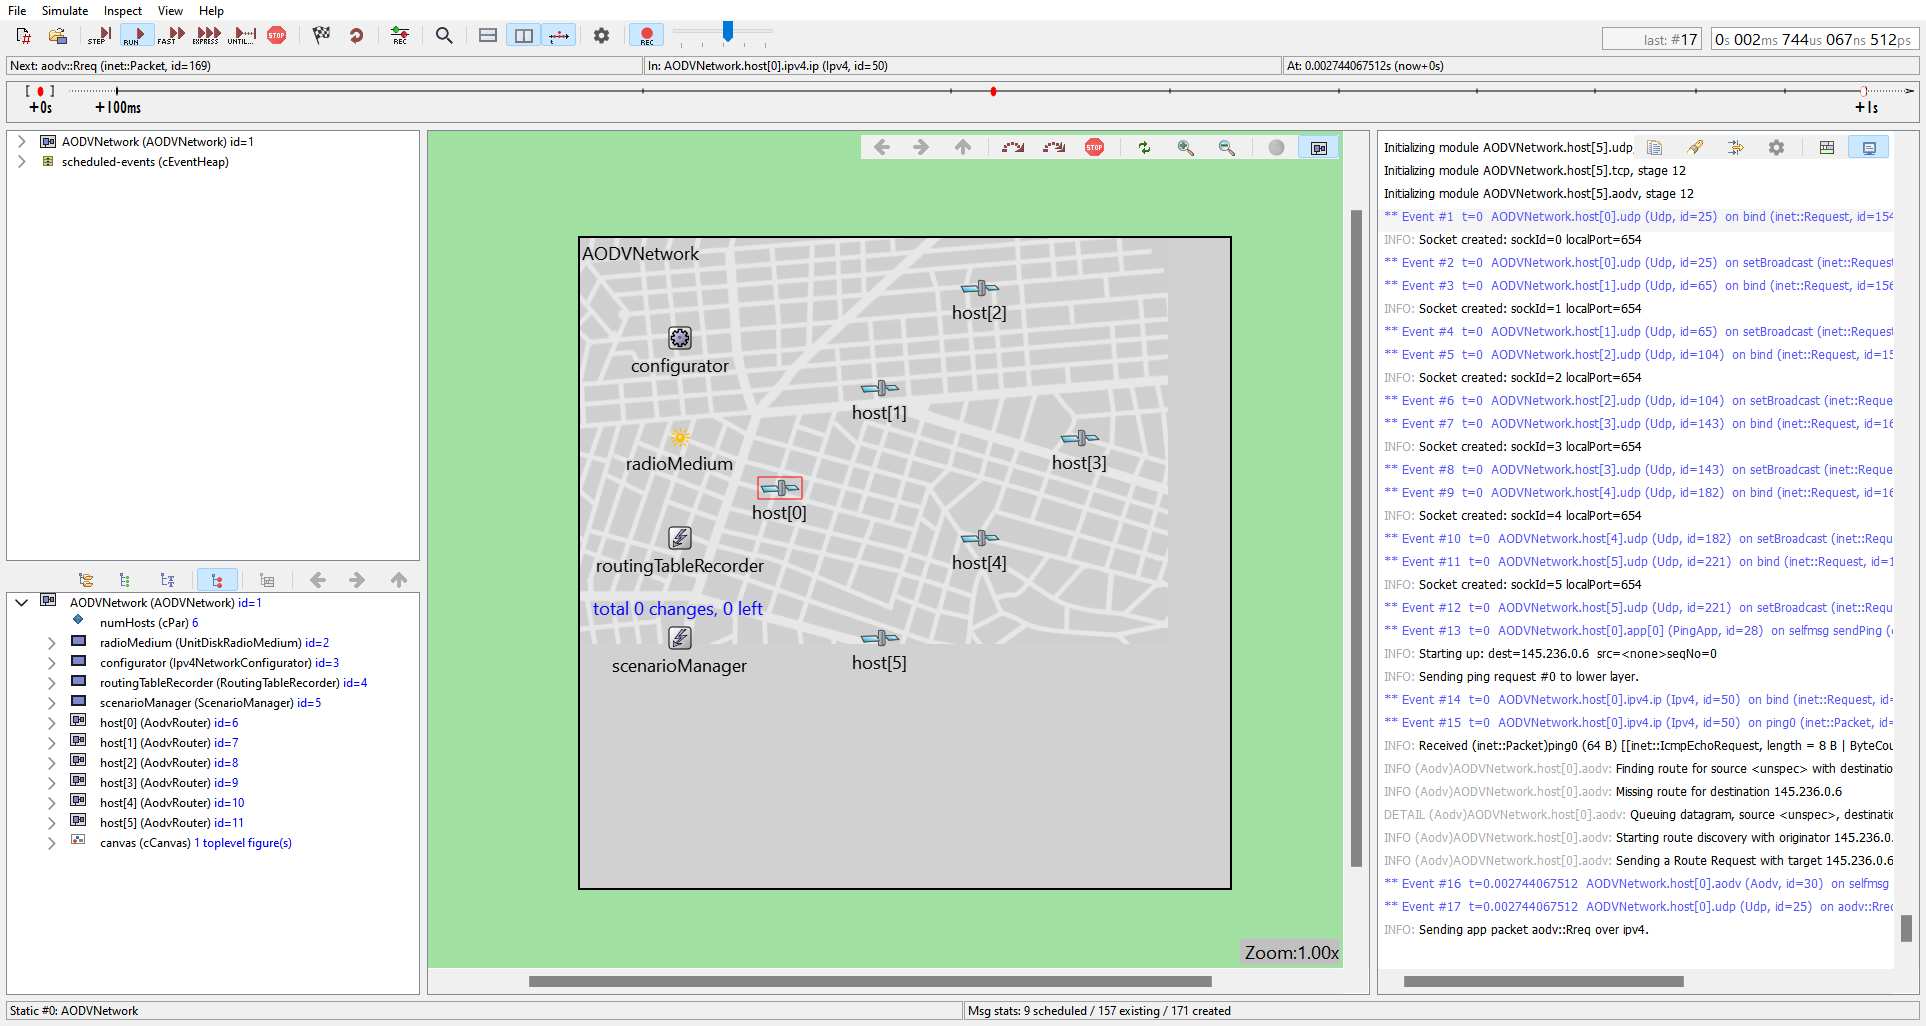 File Simulate Inspect View Help
STEP RUN FAST EXPRESS UNTIL... STOP REC REC
last: #17 0s 002ms 744us 067ns 512ps
Next: aodv::Rreq (inet::Packet, id=169) In: AODVNetwork.host[0].ipv4.ip (Ipv4, id=50) At: 0.002744067512s (now+0s)
[ ]
+0s +100ms +1s
AODVNetwork (AODVNetwork) id=1
scheduled-events (cEventHeap)
AODVNetwork (AODVNetwork) id=1
numHosts (cPar) 6
radioMedium (UnitDiskRadioMedium) id=2
configurator (Ipv4NetworkConfigurator) id=3
routingTableRecorder (RoutingTableRecorder) id=4
scenarioManager (ScenarioManager) id=5
host[0] (AodvRouter) id=6
host[1] (AodvRouter) id=7
host[2] (AodvRouter) id=8
host[3] (AodvRouter) id=9
host[4] (AodvRouter) id=10
host[5] (AodvRouter) id=11
canvas (cCanvas) 1 toplevel figure(s)
STOP
AODVNetwork
host[2]
configurator
host[1]
radioMedium
host[3]
host[0]
routingTableRecorder
host[4]
total 0 changes, 0 left
scenarioManager
host[5]
Zoom:1.00x
Initializing module AODVNetwork.host[5].udp,
Initializing module AODVNetwork.host[5].tcp, stage 12
Initializing module AODVNetwork.host[5].aodv, stage 12
** Event #1 t=0 AODVNetwork.host[0].udp (Udp, id=25) on bind (inet::Request, id=154
INFO: Socket created: sockId=0 localPort=654
** Event #2 t=0 AODVNetwork.host[0].udp (Udp, id=25) on setBroadcast (inet::Request
** Event #3 t=0 AODVNetwork.host[1].udp (Udp, id=65) on bind (inet::Request, id=156
INFO: Socket created: sockId=1 localPort=654
** Event #4 t=0 AODVNetwork.host[1].udp (Udp, id=65) on setBroadcast (inet::Request
** Event #5 t=0 AODVNetwork.host[2].udp (Udp, id=104) on bind (inet::Request, id=15
INFO: Socket created: sockId=2 localPort=654
** Event #6 t=0 AODVNetwork.host[2].udp (Udp, id=104) on setBroadcast (inet::Reque
** Event #7 t=0 AODVNetwork.host[3].udp (Udp, id=143) on bind (inet::Request, id=16
INFO: Socket created: sockId=3 localPort=654
** Event #8 t=0 AODVNetwork.host[3].udp (Udp, id=143) on setBroadcast (inet::Reque
** Event #9 t=0 AODVNetwork.host[4].udp (Udp, id=182) on bind (inet::Request, id=16
INFO: Socket created: sockId=4 localPort=654
** Event #10 t=0 AODVNetwork.host[4].udp (Udp, id=182) on setBroadcast (inet::Requ
** Event #11 t=0 AODVNetwork.host[5].udp (Udp, id=221) on bind (inet::Request, id=1
INFO: Socket created: sockId=5 localPort=654
** Event #12 t=0 AODVNetwork.host[5].udp (Udp, id=221) on setBroadcast (inet::Requ
** Event #13 t=0 AODVNetwork.host[0].app[0] (PingApp, id=28) on selfmsg sendPing (
INFO: Starting up: dest=145.236.0.6 src=<none>seqNo=0
INFO: Sending ping request #0 to lower layer.
** Event #14 t=0 AODVNetwork.host[0].ipv4.ip (Ipv4, id=50) on bind (inet::Request, id=
** Event #15 t=0 AODVNetwork.host[0].ipv4.ip (Ipv4, id=50) on ping0 (inet::Packet, id=
INFO: Received (inet::Packet)ping0 (64 B) [[inet::IcmpEchoRequest, length = 8 B | ByteCou
INFO (Aodv)AODVNetwork.host[0].aodv: Finding route for source <unspec> with destinatio
INFO (Aodv)AODVNetwork.host[0].aodv: Missing route for destination 145.236.0.6
DETAIL (Aodv)AODVNetwork.host[0].aodv: Queuing datagram, source <unspec>, destinatio
INFO (Aodv)AODVNetwork.host[0].aodv: Starting route discovery with originator 145.236.0.
INFO (Aodv)AODVNetwork.host[0].aodv: Sending a Route Request with target 145.236.0.6
** Event #16 t=0.002744067512 AODVNetwork.host[0].aodv (Aodv, id=30) on selfmsg
** Event #17 t=0.002744067512 AODVNetwork.host[0].udp (Udp, id=25) on aodv::Rreq
INFO: Sending app packet aodv::Rreq over ipv4.
Static #0: AODVNetwork Msg stats: 9 scheduled / 157 existing / 171 created